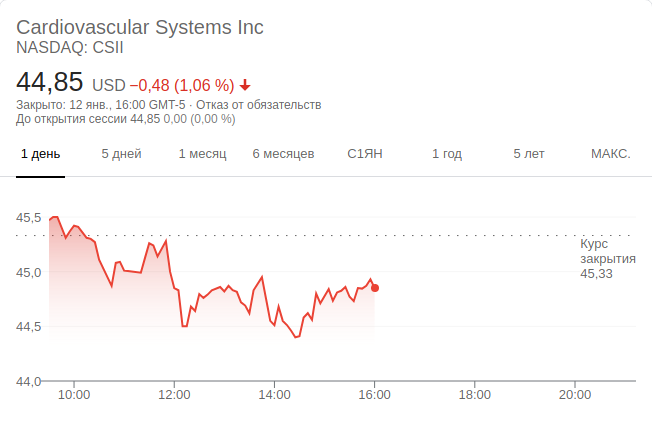 Cardiovascular Systems Inc
NASDAQ: CSII
44,85 USD −0,48 (1,06 %)
Закрыто: 12 янв., 16:00 GMT-5 · Отказ от обязательств
До открытия сессии 44,85 0,00 (0,00 %)
1 день 5 дней 1 месяц 6 месяцев С1ЯН 1 год 5 лет МАКС.
45,5
Курс
закрытия
45,33
45,0
44,5
44,0
10:00 12:00 14:00 16:00 18:00 20:00